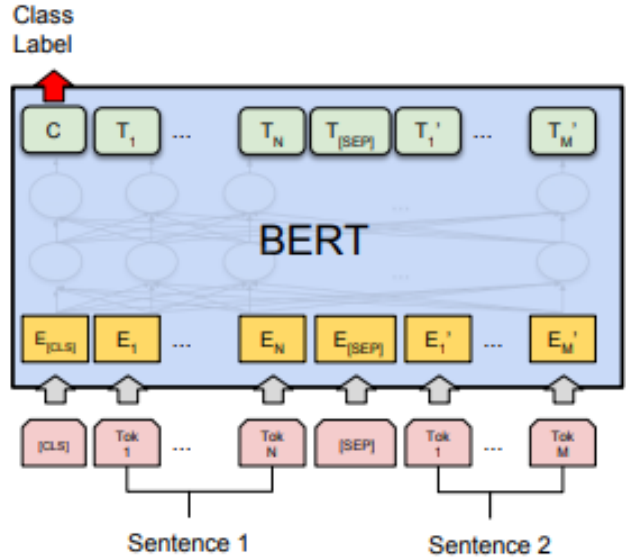 Class
Label
C T1 ... TN T[SEP] T1' ... TM'
...
BERT
...
E[CLS] E1 ... EN E[SEP] E1' ... EM'
[CLS] Tok 1 ... Tok N [SEP] Tok 1 ... Tok M
Sentence 1 Sentence 2